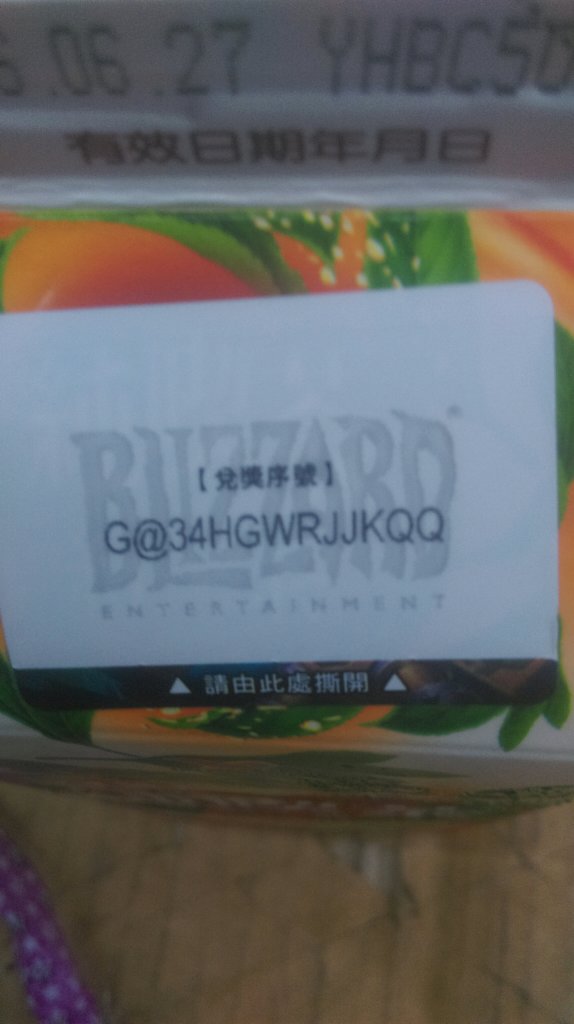 6.06.27 YHBC50
有效日期年月日
BLIZZARD
【兌獎序號】
G@34HGWRJJKQQ
ENTERTAINMENT
▲ 請由此處撕開 ▲